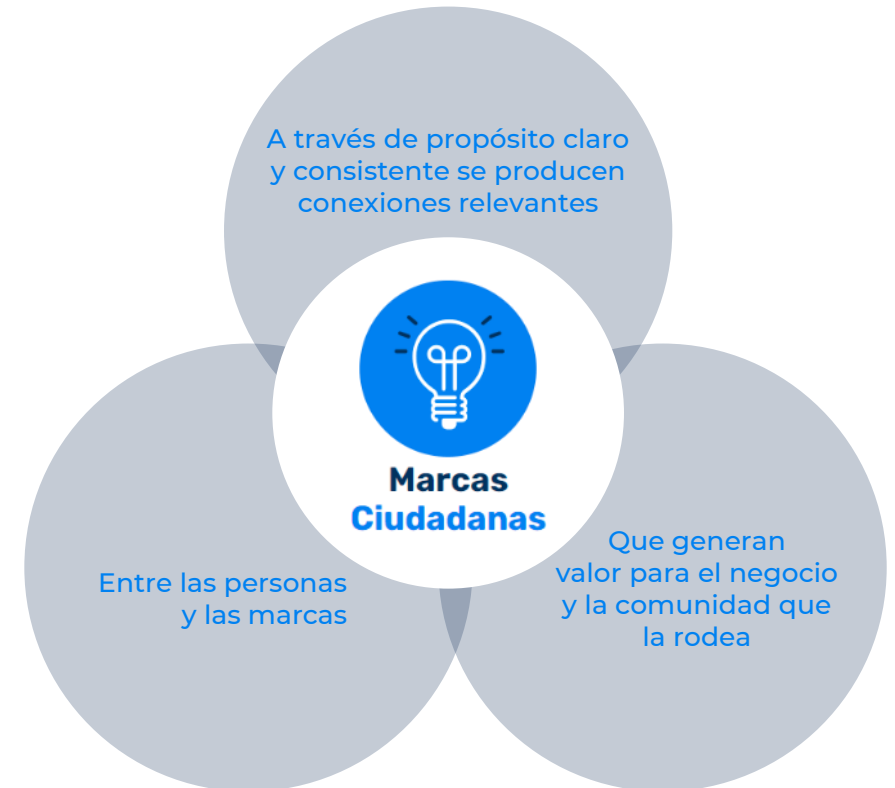 A través de propósito claro
y consistente se producen
conexiones relevantes
Marcas
Ciudadanas
Entre las personas
y las marcas
Que generan
valor para el negocio
y la comunidad que
la rodea